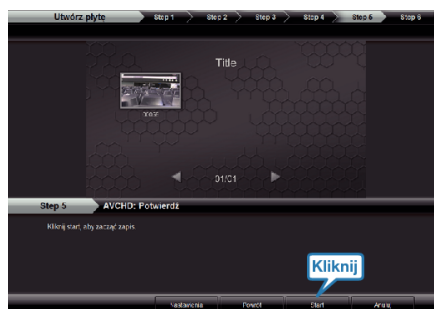 Utwórz płytę
Step 1
Step 2
Step 3
Step 4
Step 5
Step 6
Title
01/01
Step 5
AVCHD: Potwierdź
Kliknij start, aby zacząć zapis.
Kliknij
Ustawienia
Powrót
Start
Anuluj